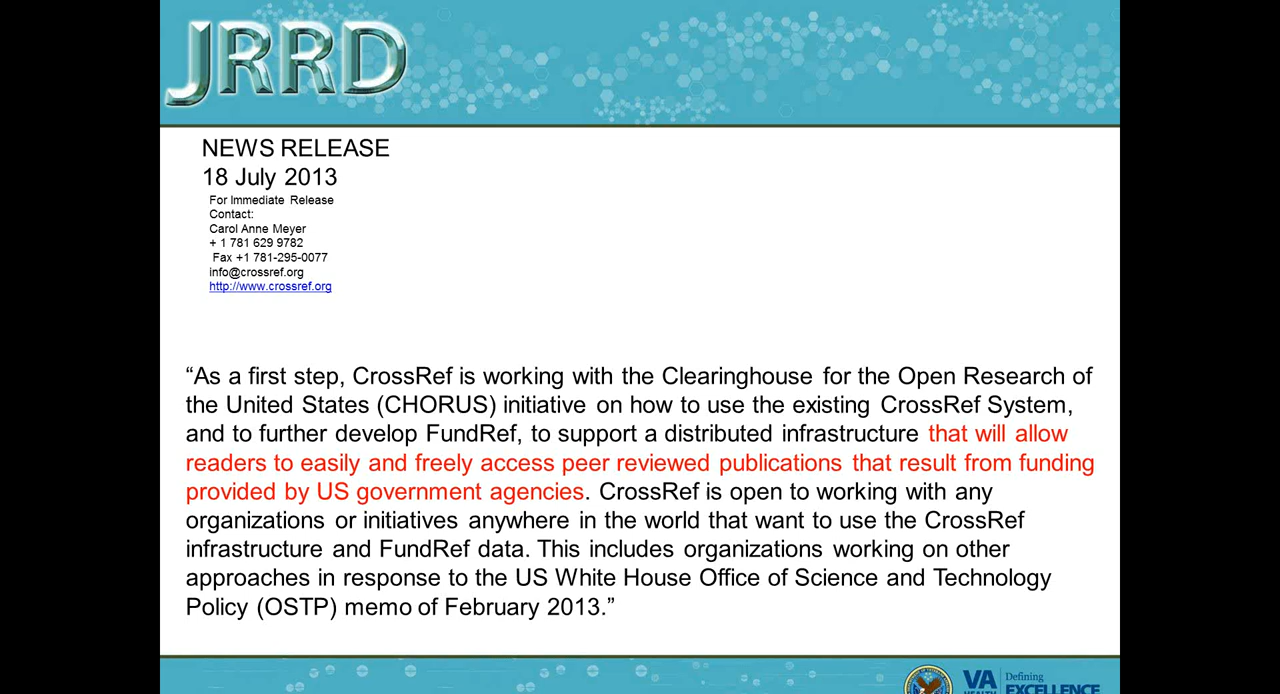 JRRD
NEWS RELEASE
18 July 2013
For Immediate Release
Contact:
Carol Anne Meyer
+ 1 781 629 9782
Fax +1 781-295-0077
info@crossref.org
http://www.crossref.org
“As a first step, CrossRef is working with the Clearinghouse for the Open Research of
the United States (CHORUS) initiative on how to use the existing CrossRef System,
and to further develop FundRef, to support a distributed infrastructure that will allow
readers to easily and freely access peer reviewed publications that result from funding
provided by US government agencies. CrossRef is open to working with any
organizations or initiatives anywhere in the world that want to use the CrossRef
infrastructure and FundRef data. This includes organizations working on other
approaches in response to the US White House Office of Science and Technology
Policy (OSTP) memo of February 2013.”
VA
HEALTH
Defining
EXCELLENCE